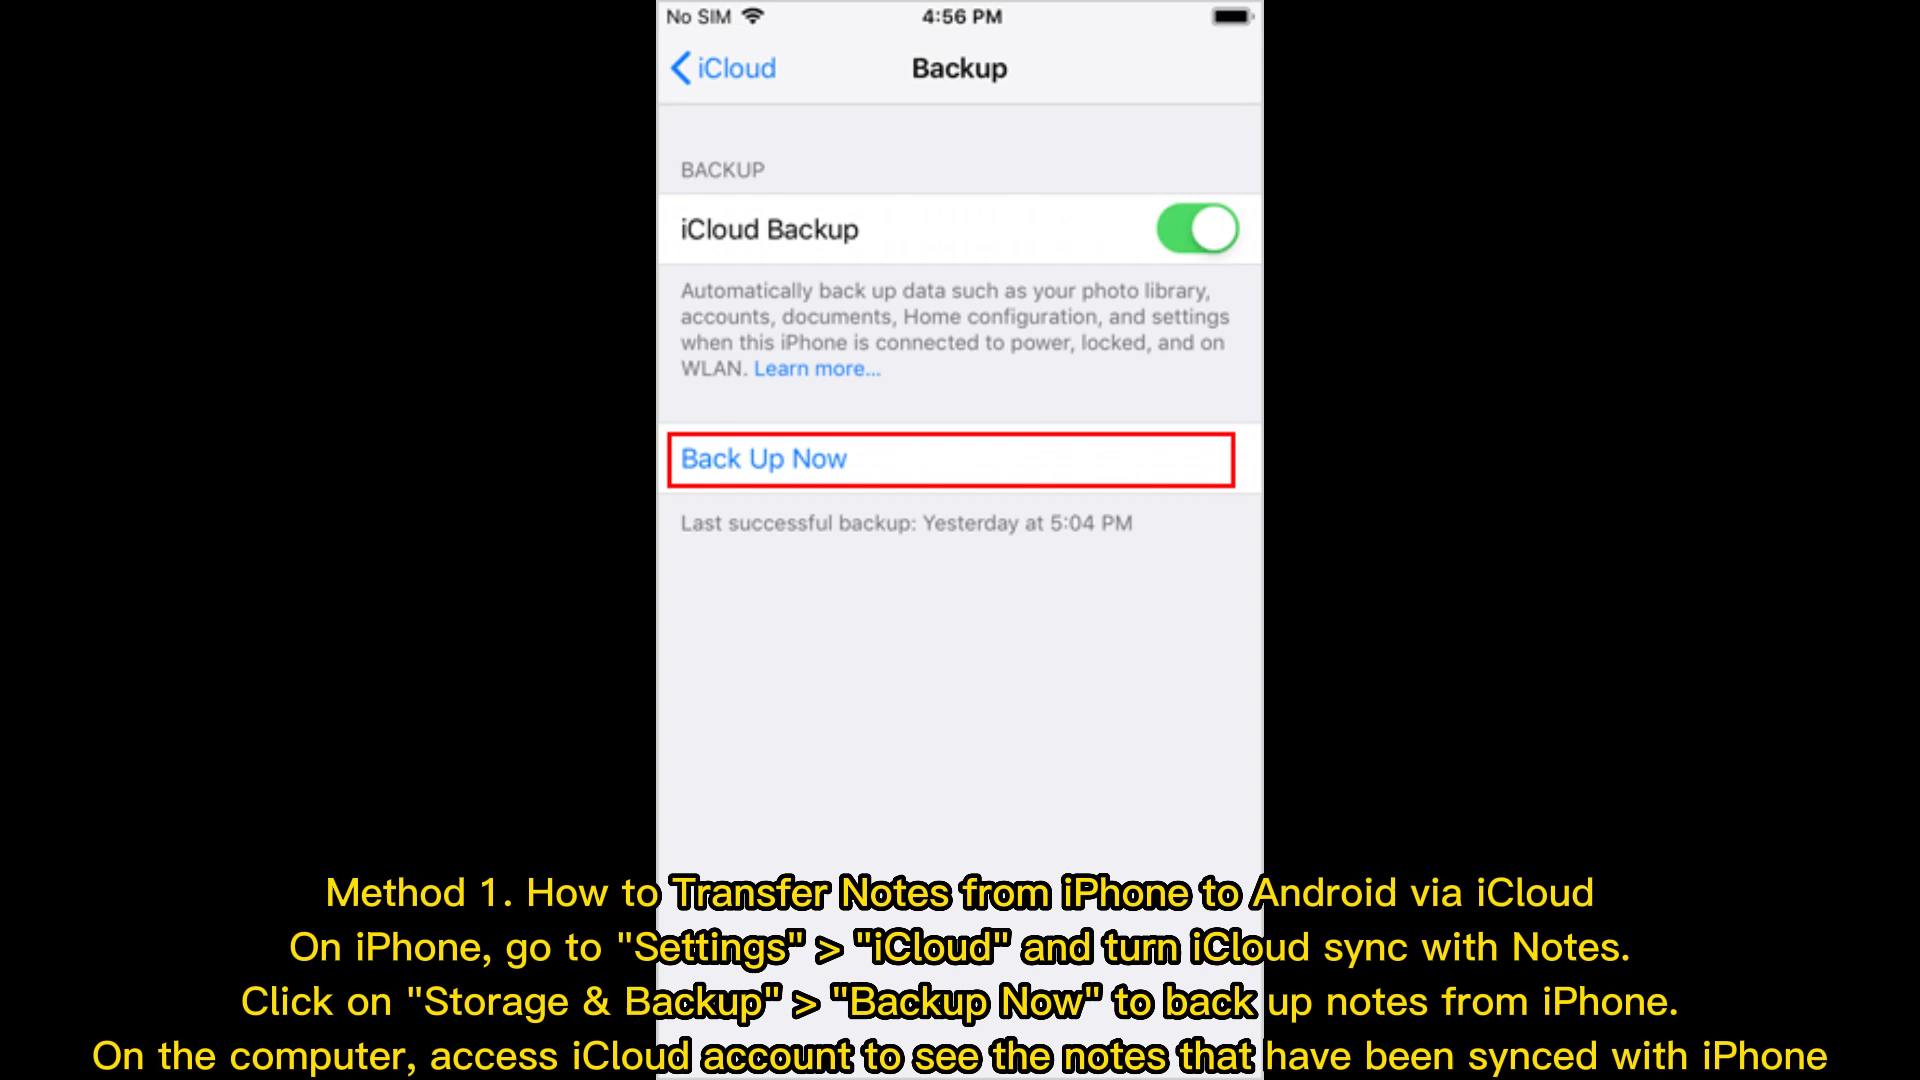 No SIM 4:56 PM
iCloud Backup
BACKUP
iCloud Backup
Automatically back up data such as your photo library,
accounts, documents, Home configuration, and settings
when this iPhone is connected to power, locked, and on
WLAN. Learn more...
Back Up Now
Last successful backup: Yesterday at 5:04 PM
Method 1. How to Transfer Notes from iPhone to Android via iCloud
On iPhone, go to "Settings" > "iCloud" and turn iCloud sync with Notes.
Click on "Storage & Backup" > "Backup Now" to back up notes from iPhone.
On the computer, access iCloud account to see the notes that have been synced with iPhone